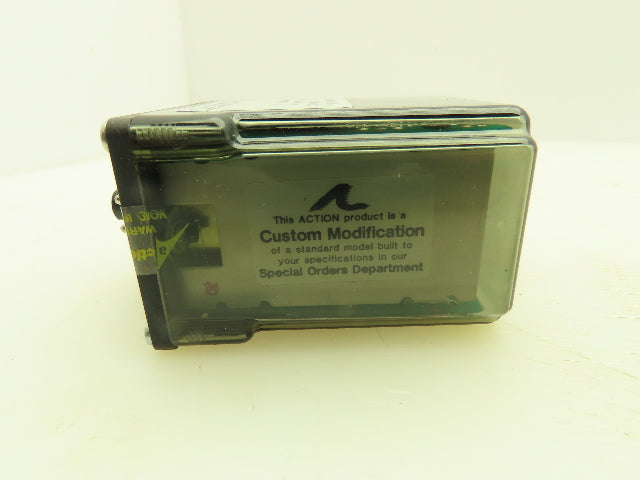 This ACTION product is a
Custom Modification
of a standard model built to
your specifications in our
Special Orders Department